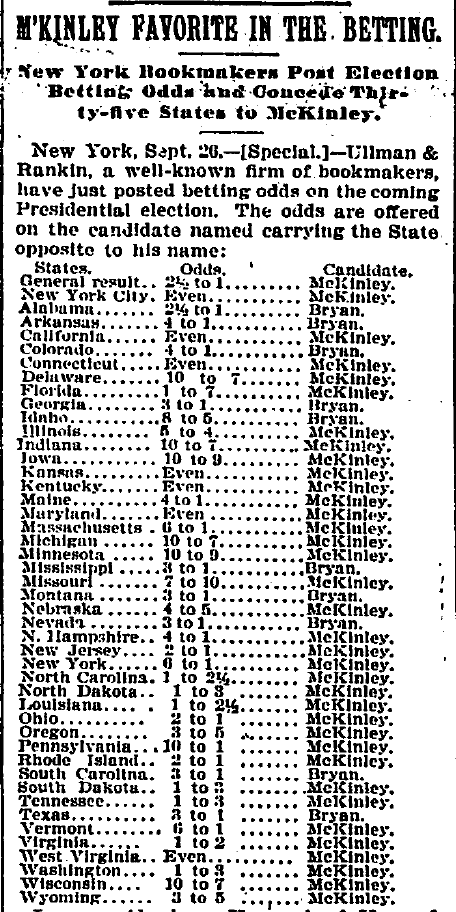 M'KINLEY FAVORITE IN THE BETTING.
New York Bookmakers Post Election
Betting Odds and Concede Thir-
ty-five States to McKinley.
New York, Sept. 26.—[Special.]—Ullman &
Rankin, a well-known firm of bookmakers,
have just posted betting odds on the coming
Presidential election. The odds are offered
on the candidate named carrying the State
opposite to his name:
States. Odds. Candidate.
General result.. 2½ to 1........McKinley.
New York City. Even...........McKinley.
Alabama....... 2½ to 1........Bryan.
Arkansas...... 4 to 1..........Bryan.
California...... Even...........McKinley.
Colorado....... 4 to 1..........Bryan.
Connecticut.... Even...........McKinley.
Delaware...... 10 to 7........McKinley.
Florida........ 1 to 7........McKinley.
Georgia........ 3 to 1..........Bryan.
Idaho.......... 8 to 5..........Bryan.
Illinois......... 5 to 4..........McKinley.
Indiana........ 10 to 7........McKinley.
Iowa........... 10 to 9........McKinley.
Kansas........ Even...........McKinley.
Kentucky...... Even...........McKinley.
Maine.......... 4 to 1..........McKinley.
Maryland...... Even...........McKinley.
Massachusetts . 6 to 1.........McKinley.
Michigan ...... 10 to 7........McKinley.
Minnesota ..... 10 to 9........McKinley.
Mississippi .... 3 to 1.........Bryan.
Missouri ....... 7 to 10........McKinley.
Montana ...... 3 to 1..........Bryan.
Nebraska ...... 4 to 5..........McKinley.
Nevada ........ 3 to 1..........Bryan.
N. Hampshire.. 4 to 1 .......McKinley.
New Jersey.... 2 to 1 .......McKinley.
New York...... 6 to 1........McKinley.
North Carolina. 1 to 2½.......McKinley.
North Dakota.. 1 to 3 .......McKinley.
Louisiana...... 1 to 2½.......McKinley.
Ohio........... 2 to 1 .......McKinley.
Oregon......... 3 to 5 .......McKinley.
Pennsylvania... 10 to 1 .......McKinley.
Rhode Island.. 2 to 1 .......McKinley.
South Carolina. 3 to 1 .......Bryan.
South Dakota.. 1 to .......McKinley.
Tennessee...... 1 to 3 .......McKinley.
Texas.......... 3 to 1 .......Bryan.
Vermont....... 6 to 1 .......McKinley.
Virginia........ 1 to 2 .......McKinley.
West Virginia.. Even..........McKinley.
Washington.... 1 to 3 .......McKinley.
Wisconsin...... 10 to 7 .......McKinley.
Wyoming....... 3 to 5 .......McKinley.